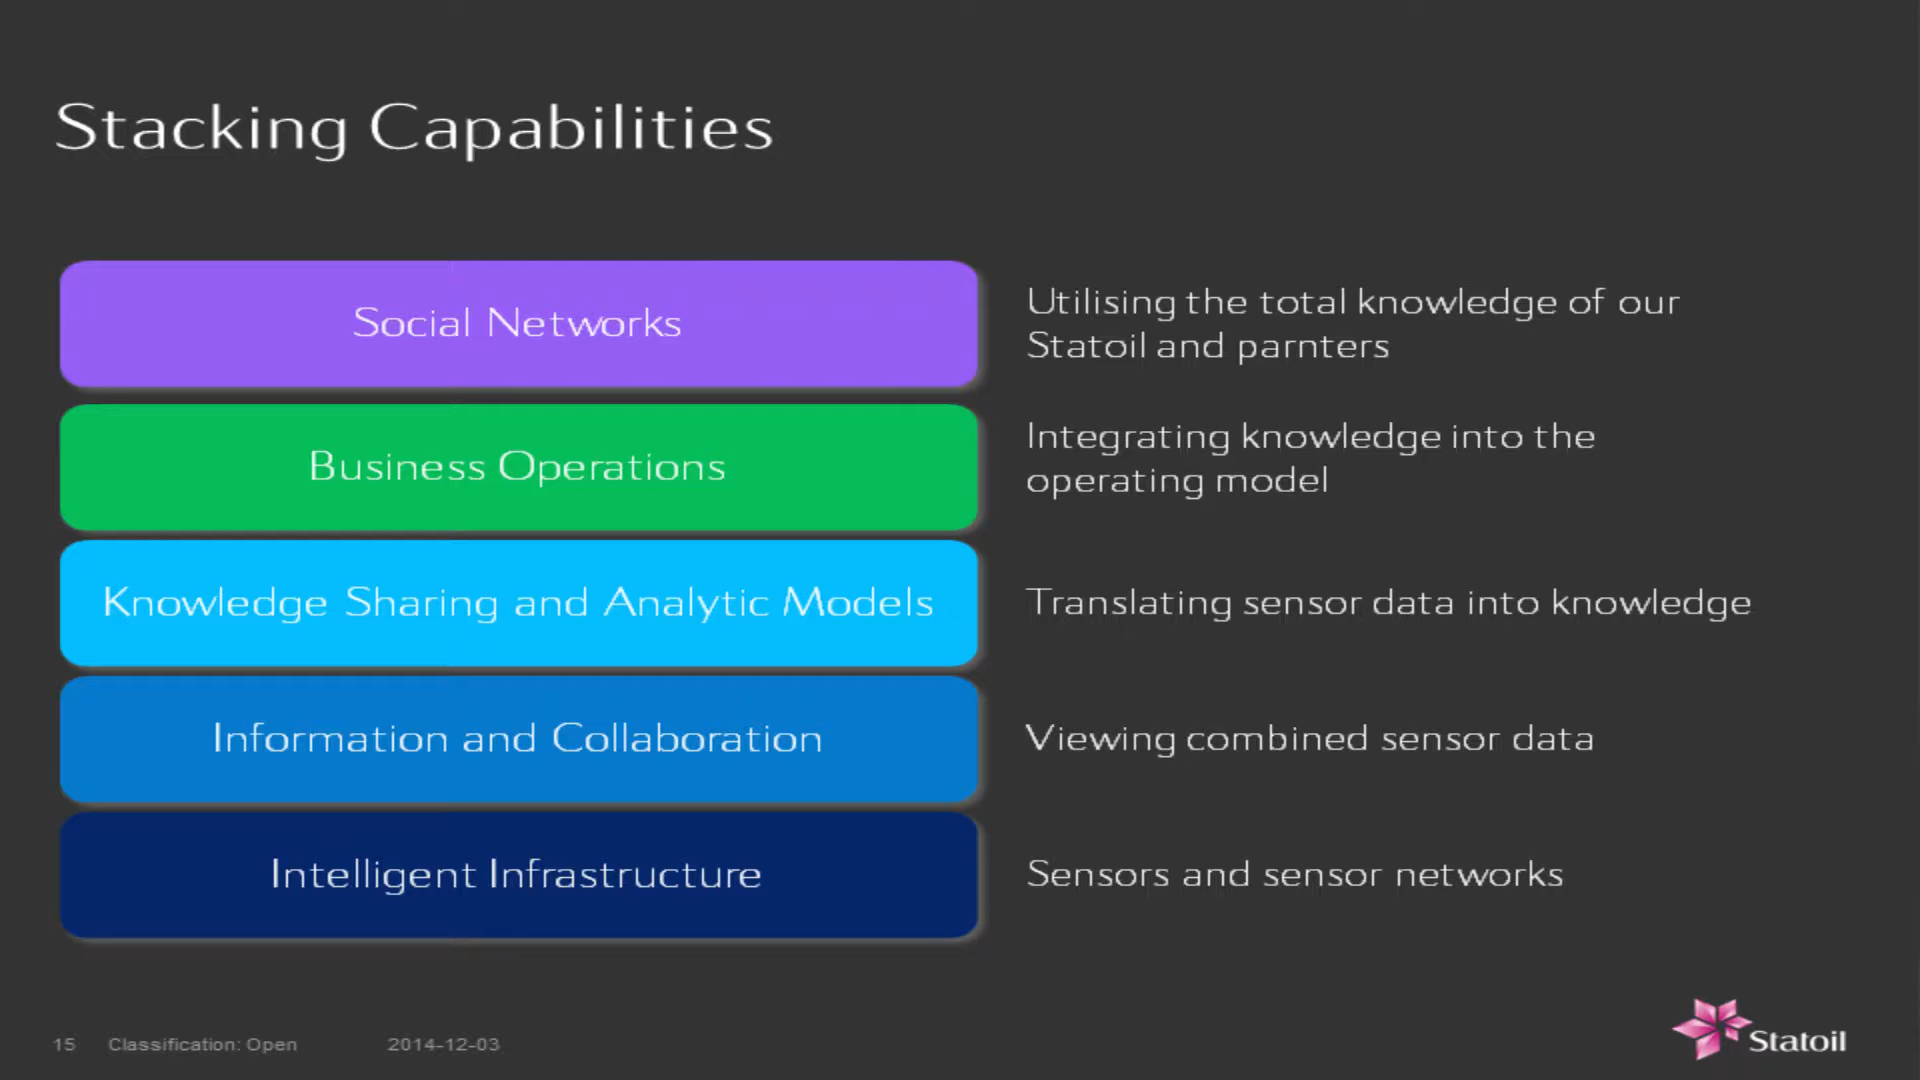 Stacking Capabilities
Social Networks
Utilising the total knowledge of our
Statoil and parnters
Business Operations
Integrating knowledge into the
operating model
Knowledge Sharing and Analytic Models
Translating sensor data into knowledge
Information and Collaboration
Viewing combined sensor data
Intelligent Infrastructure
Sensors and sensor networks
15 Classification: Open 2014-12-03
Statoil